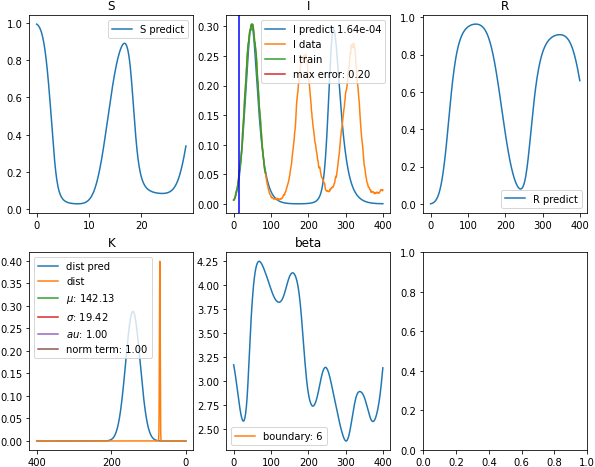 S
1.0
0.8
0.6
0.4
0.2
0.0
0 10 20
S predict
I
0.30
0.25
0.20
0.15
0.10
0.05
0.00
0 100 200 300 400
I predict 1.64e-04
I data
I train
max error: 0.20
R
1.0
0.8
0.6
0.4
0.2
0.0
0 200 400
R predict
K
0.40
0.35
0.30
0.25
0.20
0.15
0.10
0.05
0.00
400 200 0
dist pred
dist
μ: 142.13
σ: 19.42
au: 1.00
norm term: 1.00
beta
4.25
4.00
3.75
3.50
3.25
3.00
2.75
2.50
0 100 200 300 400
boundary: 6
1.0
0.8
0.6
0.4
0.2
0.0
0.0 0.2 0.4 0.6 0.8 1.0